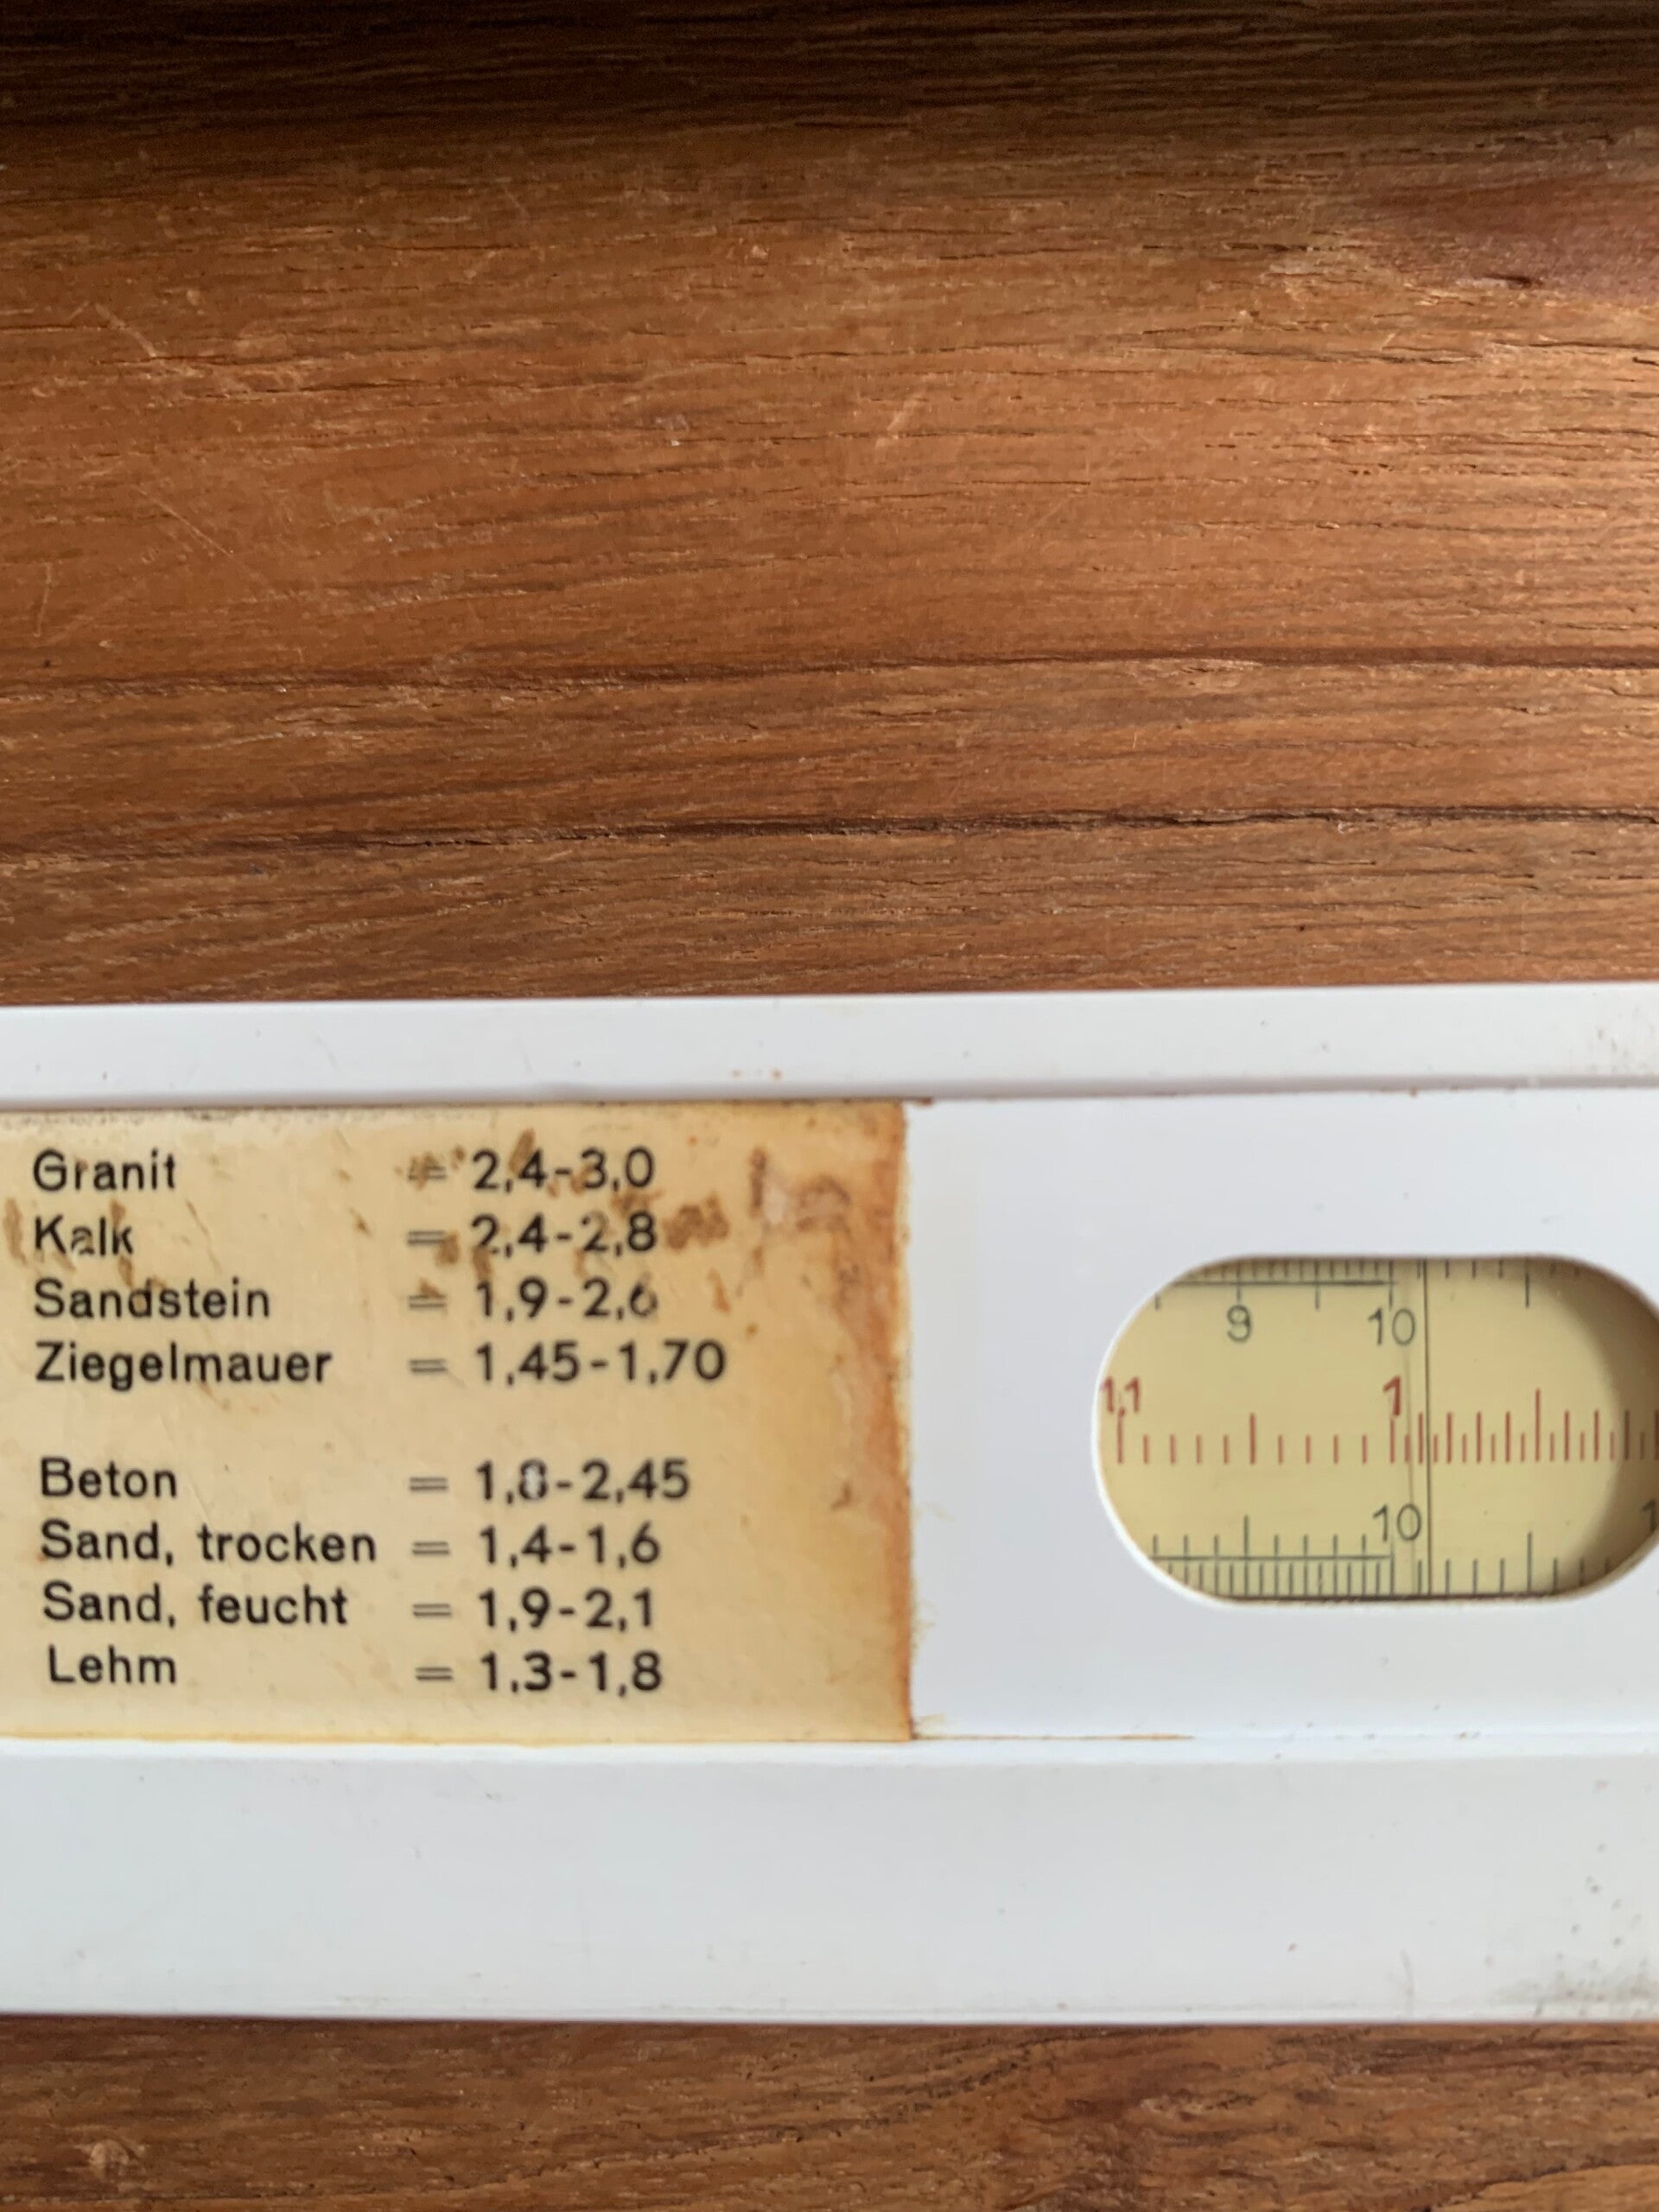 Granit = 2,4-3,0
Kalk = 2,4-2,8
Sandstein = 1,9-2,6
Ziegelmauer = 1,45-1,70
Beton = 1,8-2,45
Sand, trocken = 1,4-1,6
Sand, feucht = 1,9-2,1
Lehm = 1,3-1,8
9 10
1,1 1
10